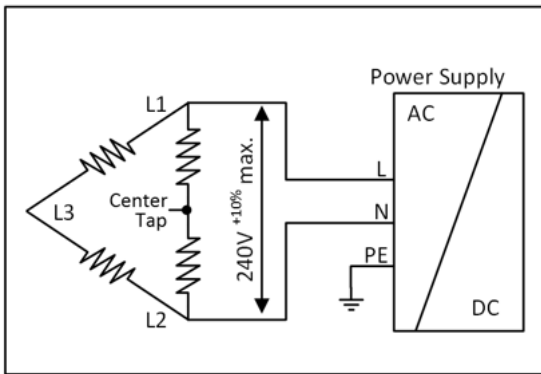 Power Supply
L1
AC
L
L3
Center
Tap
240V +10% max.
N
PE
L2
DC